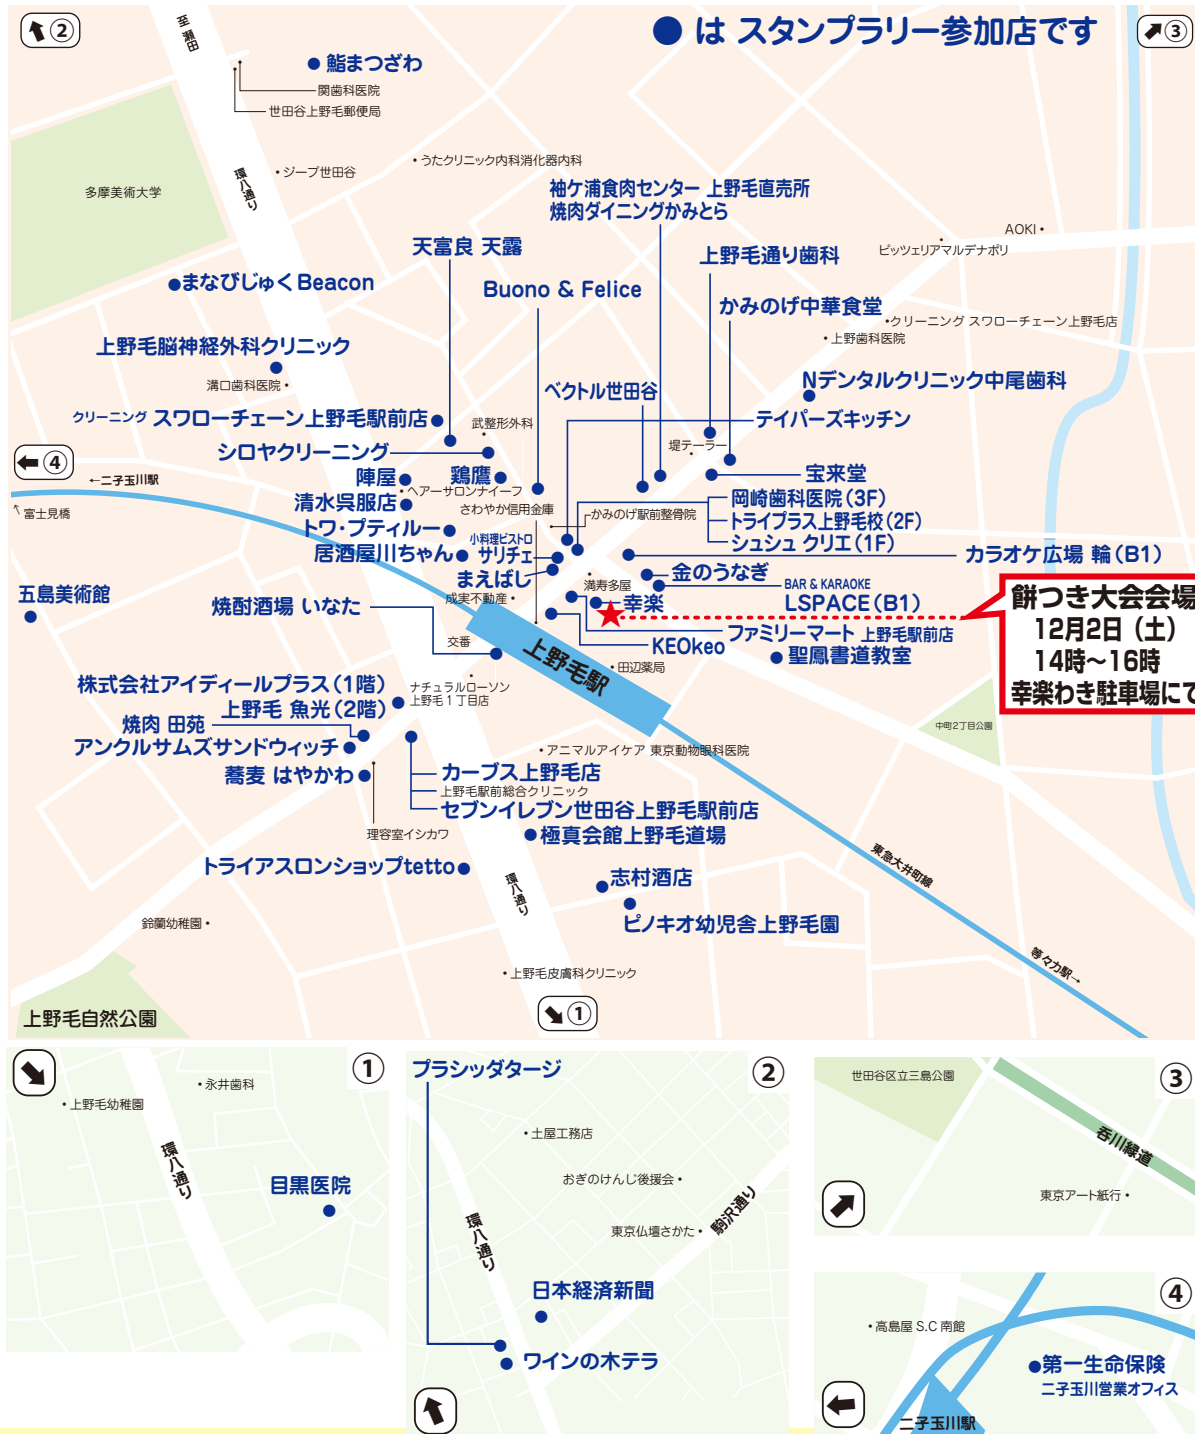 ②
至 瀬田
● は スタンプラリー参加店です
③
鮨まつざわ
関歯科医院
世田谷上野毛郵便局
多摩美術大学
環八通り
・ジープ世田谷
・うたクリニック内科消化器内科
袖ケ浦食肉センター 上野毛直売所
焼肉ダイニングかみとら
AOKI・
ピッツェリアマルデナポリ
天富良 天露
上野毛通り歯科
●まなびじゅくBeacon
Buono & Felice
かみのげ中華食堂
・クリーニング スワローチェーン上野毛店
・上野歯科医院
上野毛脳神経外科クリニック
溝口歯科医院・
ベクトル世田谷
Nデンタルクリニック中尾歯科
クリーニング スワローチェーン上野毛駅前店
武整形外科
テイパーズキッチン
堤テーラー
シロヤクリーニング
④
←二子玉川駅
陣屋
鶏鷹
宝来堂
・ヘアーサロンナイーフ
清水呉服店
さわやか信用金庫
かみのげ駅前整骨院
岡崎歯科医院(3F)
トライプラス上野毛校(2F)
シュシュ クリエ(1F)
富士見橋
トワ・プティルー
小料理ビストロ
サリチェ
居酒屋川ちゃん
カラオケ広場 輪(B1)
まえばし
満寿多屋
金のうなぎ
五島美術館
成実不動産・
幸楽
BAR & KARAOKE
LSPACE(B1)
餅つき大会会場
12月2日(土)
14時〜16時
幸楽わき駐車場にて
焼酎酒場 いなた
交番
上野毛駅
KEOkeo
ファミリーマート 上野毛駅前店
聖鳳書道教室
・田辺薬局
株式会社アイディールプラス(1階)
上野毛 魚光(2階)
ナチュラルローソン
上野毛1丁目店
焼肉 田苑
アンクルサムズサンドウィッチ
中町2丁目公園
・アニマルアイケア 東京動物眼科医院
蕎麦 はやかわ
カーブス上野毛店
上野毛駅前総合クリニック
セブンイレブン世田谷上野毛駅前店
理容室イシカワ
極真会館上野毛道場
トライアスロンショップtetto
環八通り
東急大井町線
志村酒店
ピノキオ幼児舎上野毛園
鈴蘭幼稚園・
等々力駅→
・上野毛皮膚科クリニック
上野毛自然公園
①
①
・永井歯科
・上野毛幼稚園
環八通り
目黒医院
②
プラシッダタージ
・土屋工務店
おぎのけんじ後援会・
東京仏壇さかた・
駒沢通り
環八通り
日本経済新聞
ワインの木テラ
③
世田谷区立三島公園
呑川緑道
東京アート紙行・
④
・高島屋 S.C 南館
●第一生命保険
二子玉川営業オフィス
二子玉川駅